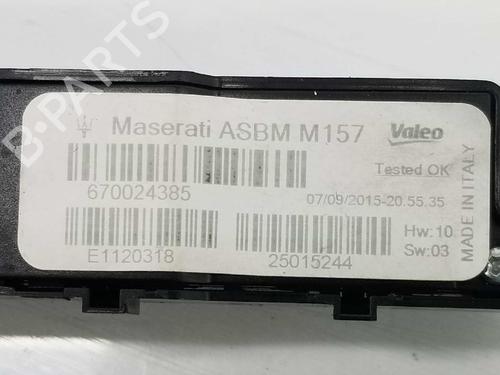 Maserati ASBM M157 Valeo
Tested OK
670024385
07/09/2015-20.55.35
Hw:10
Sw:03
E1120318
25015244
MADE IN ITALY
B-PARTS